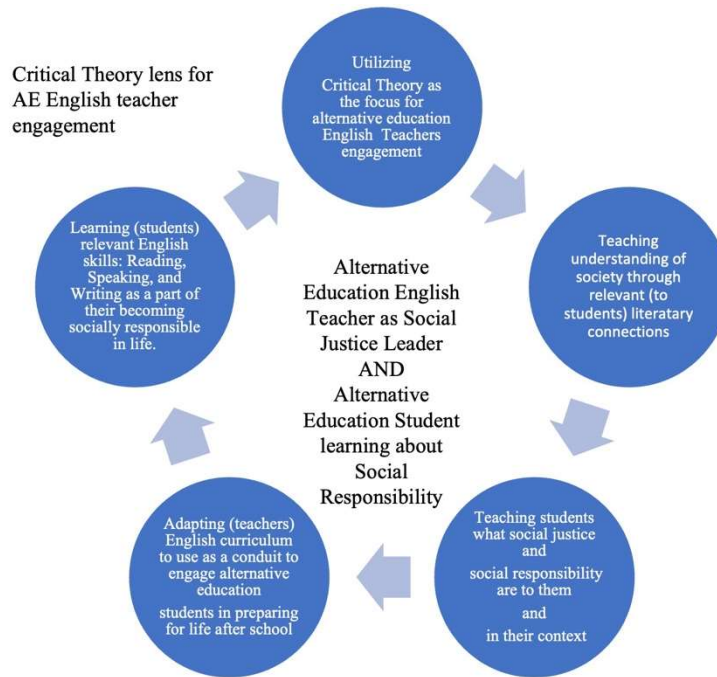 Critical Theory lens for
AE English teacher
engagement
Utilizing
Critical Theory as
the focus for
alternative education
English Teachers
engagement
Teaching
understanding of
society through
relevant (to
students) literatary
connections
Teaching students
what social justice
and
social responsibility
are to them
and
in their context
Adapting (teachers)
English curriculum
to use as a conduit to
engage alternative
education
students in preparing
for life after school
Learning (students)
relevant English
skills: Reading,
Speaking, and
Writing as a part of
their becoming
socially responsible
in life.
Alternative
Education English
Teacher as Social
Justice Leader
AND
Alternative
Education Student
learning about
Social
Responsibility